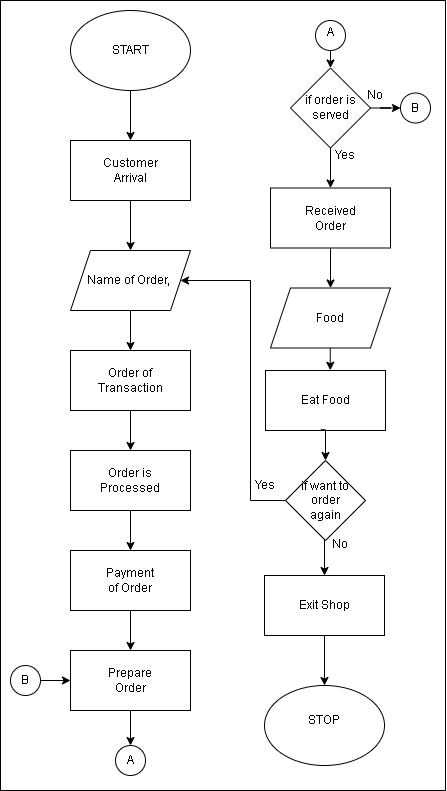 START
Customer
Arrival
Name of Order,
Order of
Transaction
Order is
Processed
Payment
of Order
B
Prepare
Order
A
A
if order is
served
No
B
Yes
Received
Order
Food
Eat Food
Yes
if want to
order
again
No
Exit Shop
STOP